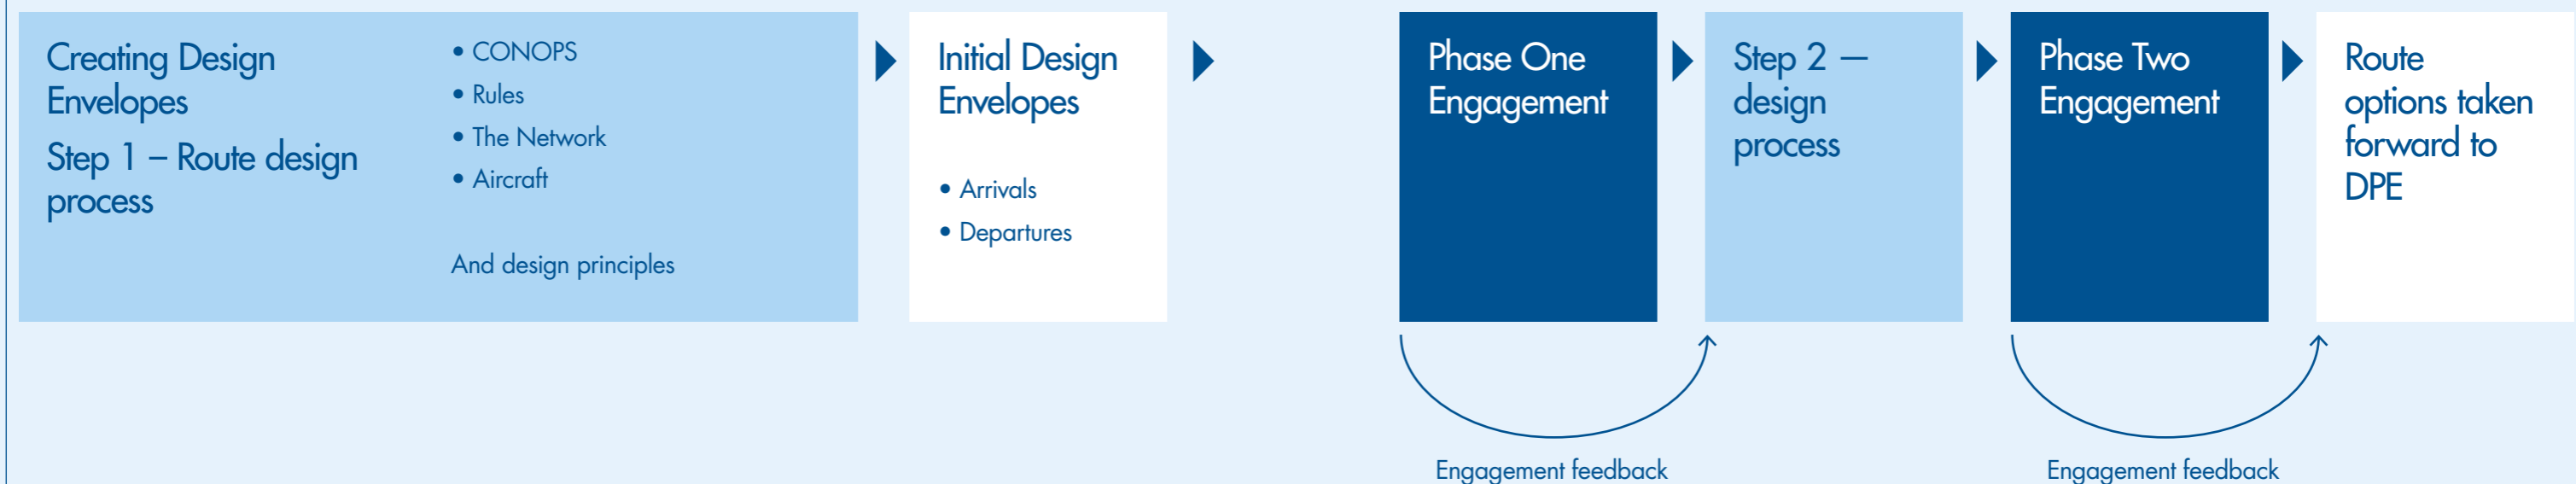 Creating Design
Envelopes
Step 1 – Route design
process
• CONOPS
• Rules
• The Network
• Aircraft
And design principles
Initial Design
Envelopes
• Arrivals
• Departures
Phase One
Engagement
Step 2 —
design
process
Phase Two
Engagement
Route
options taken
forward to
DPE
Engagement feedback
Engagement feedback